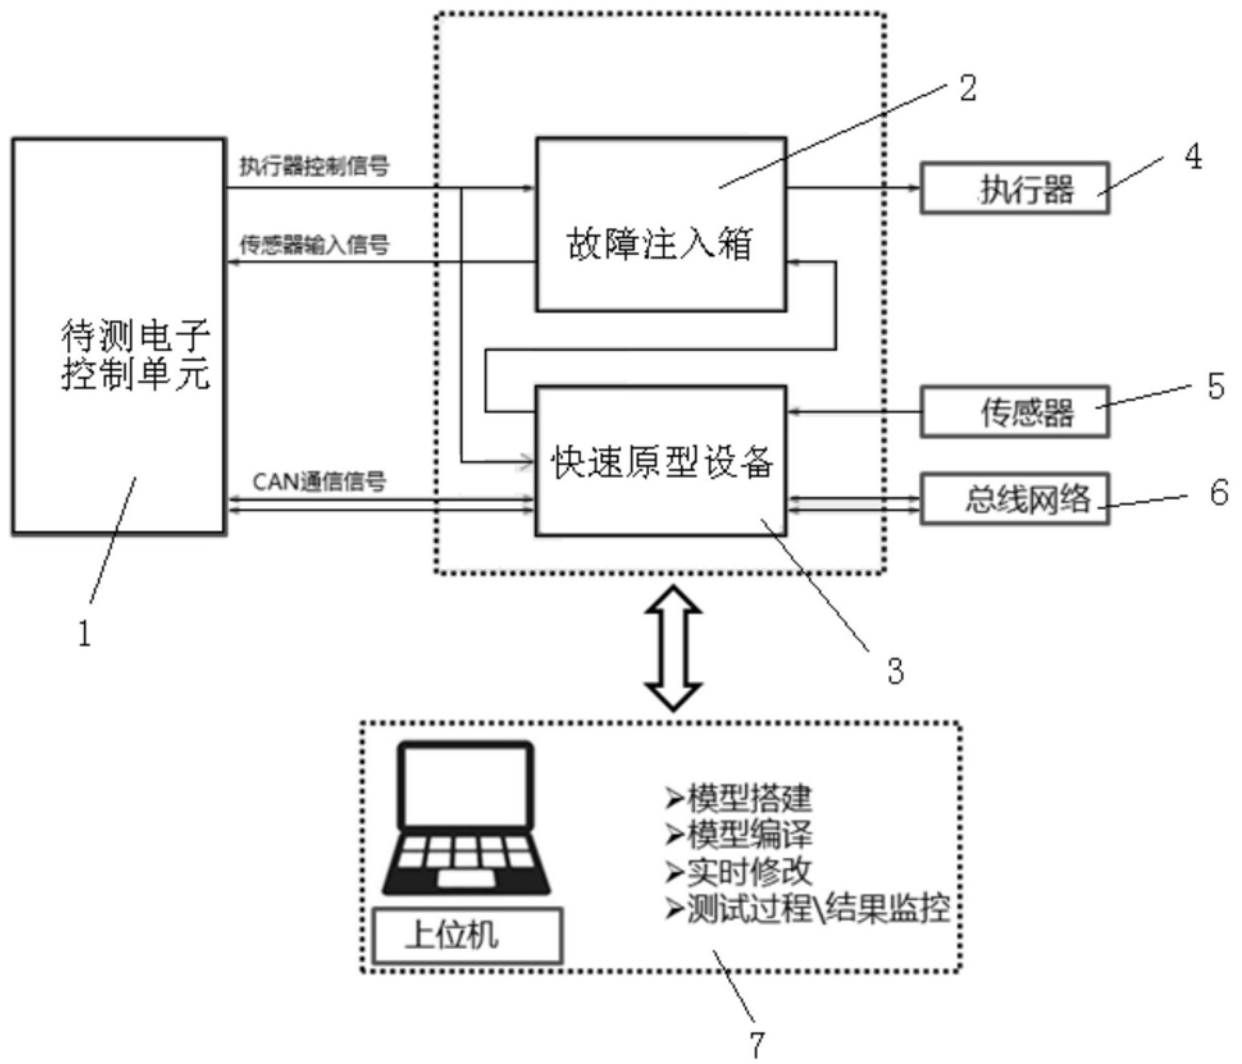 2
执行器控制信号
执行器
4
传感器输入信号
故障注入箱
待测电子
控制单元
传感器
5
快速原型设备
CAN通信信号
总线网络
6
1
3
➢模型搭建
➢模型编译
➢实时修改
➢测试过程\结果监控
上位机
7